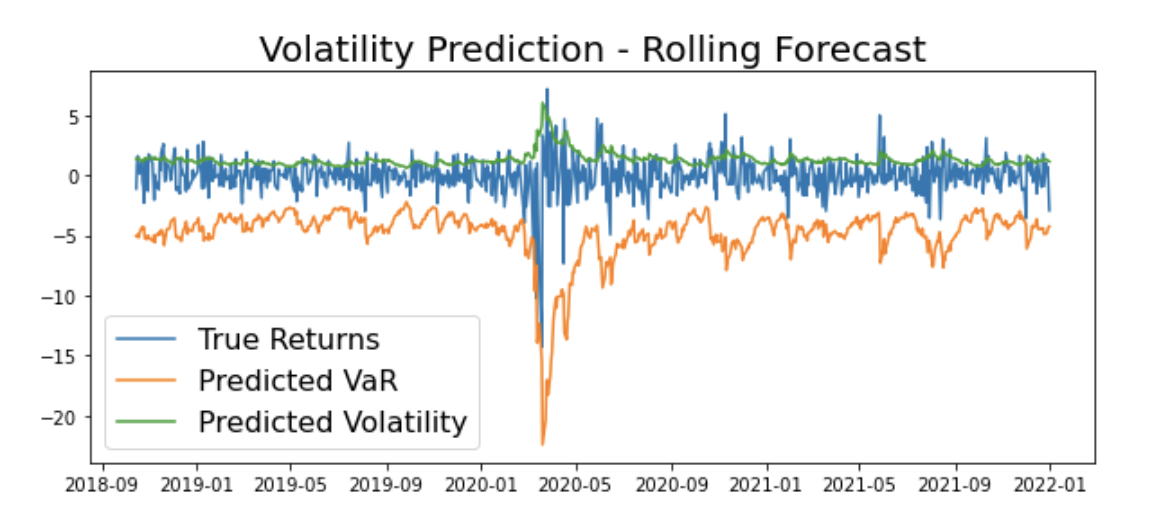 Volatility Prediction - Rolling Forecast
5
0
−5
−10
−15
−20
True Returns
Predicted VaR
Predicted Volatility
2018-09 2019-01 2019-05 2019-09 2020-01 2020-05 2020-09 2021-01 2021-05 2021-09 2022-01